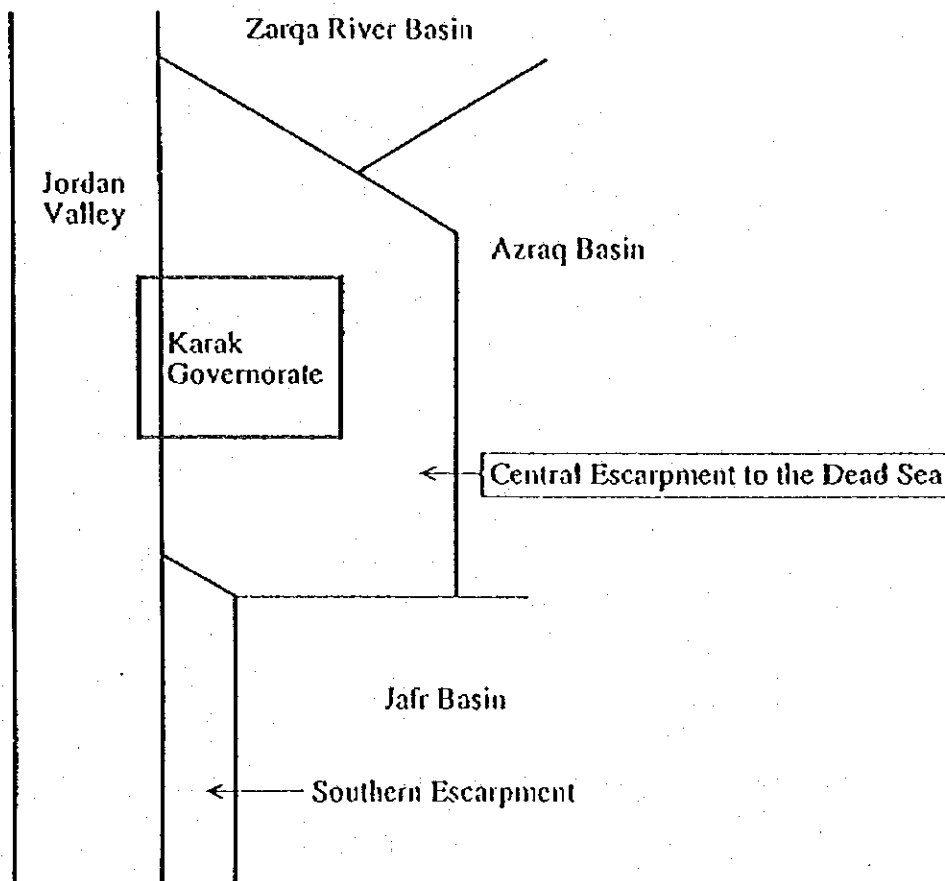 Zarqa River Basin
Jordan
Valley
Azraq Basin
Karak
Governorate
Central Escarpment to the Dead Sea
Jafr Basin
Southern Escarpment